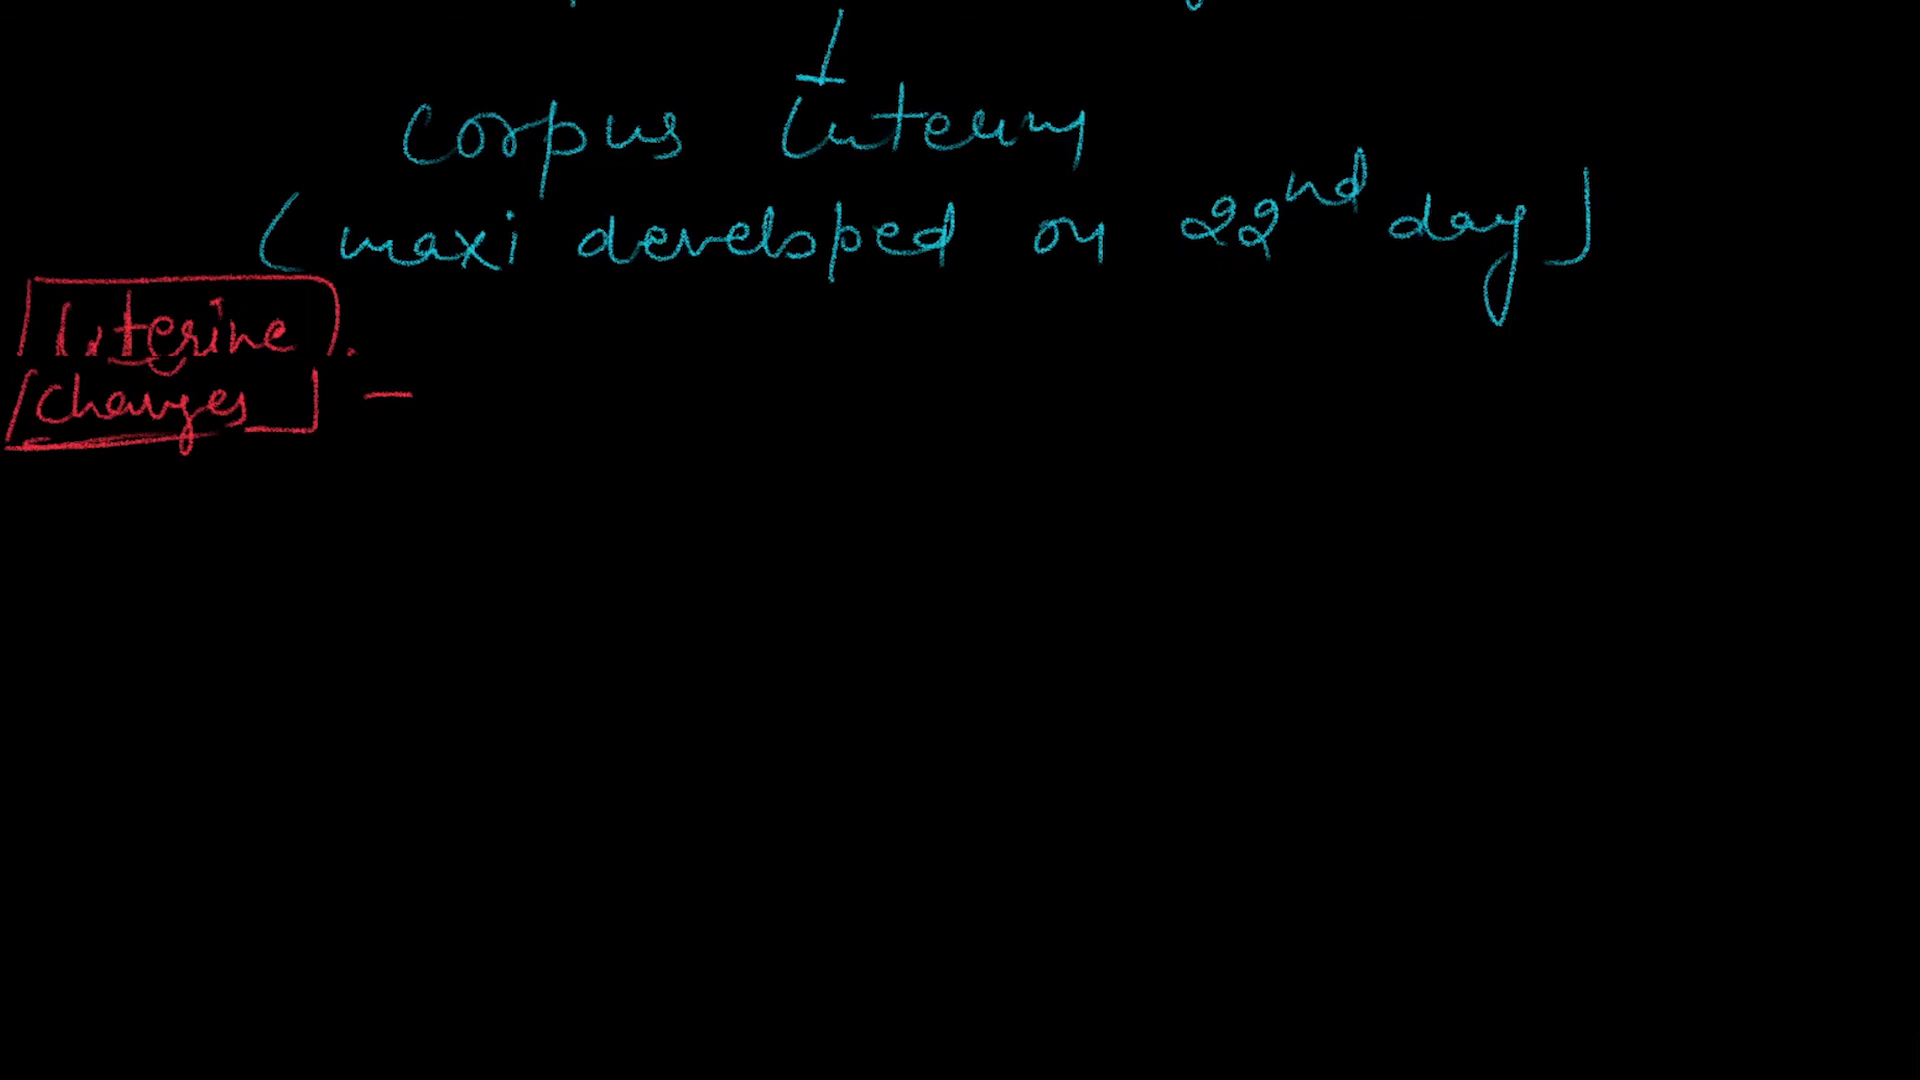 corpus luteum
(maxi developed on 22nd day)
Uterine
changes -